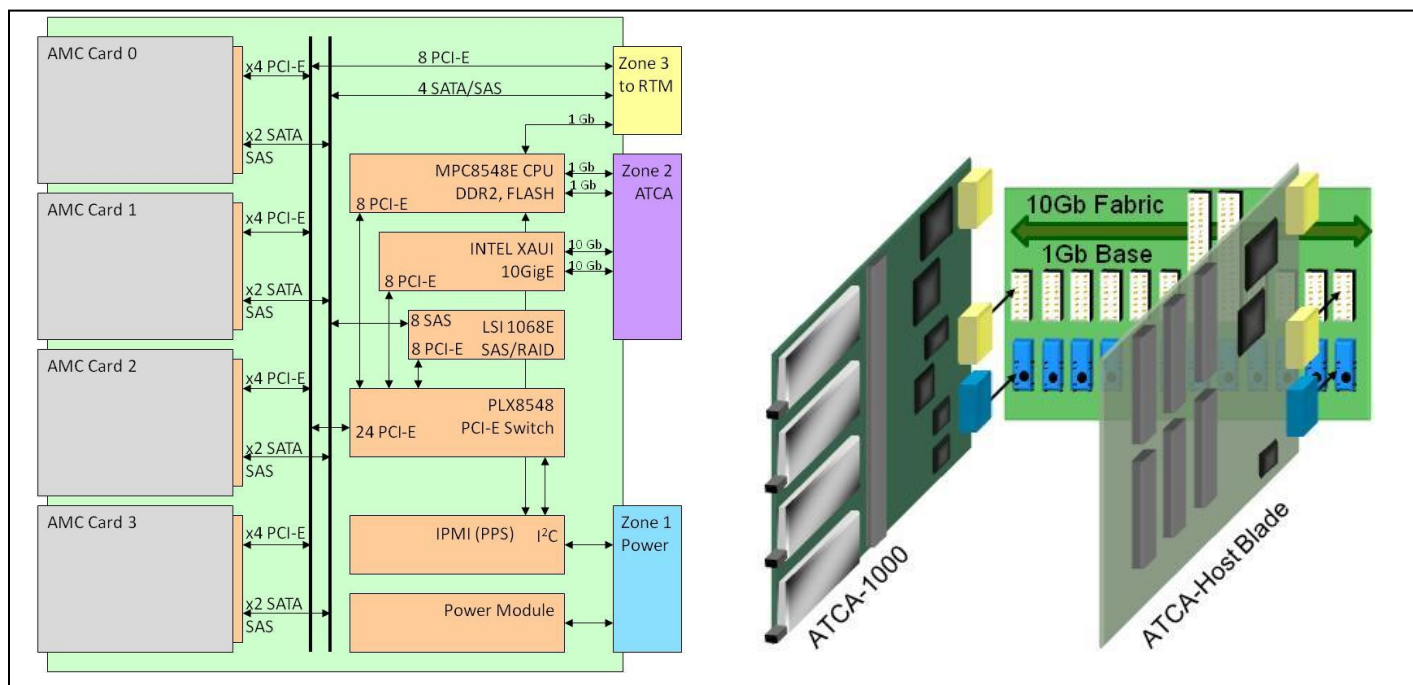 AMC Card 0
x4 PCI-E
x2 SATA
SAS
AMC Card 1
x4 PCI-E
x2 SATA
SAS
AMC Card 2
x4 PCI-E
x2 SATA
SAS
AMC Card 3
x4 PCI-E
x2 SATA
SAS
8 PCI-E
4 SATA/SAS
1 Gb
Zone 3
to RTM
MPC8548E CPU
DDR2, FLASH
8 PCI-E
1 Gb
1 Gb
Zone 2
ATCA
INTEL XAUI
10GigE
8 PCI-E
10 Gb
10 Gb
8 SAS
LSI 1068E
8 PCI-E
SAS/RAID
PLX8548
PCI-E Switch
24 PCI-E
IPMI (PPS)
I²C
Zone 1
Power
Power Module
10Gb Fabric
1Gb Base
ATCA-1000
ATCA-Host Blade